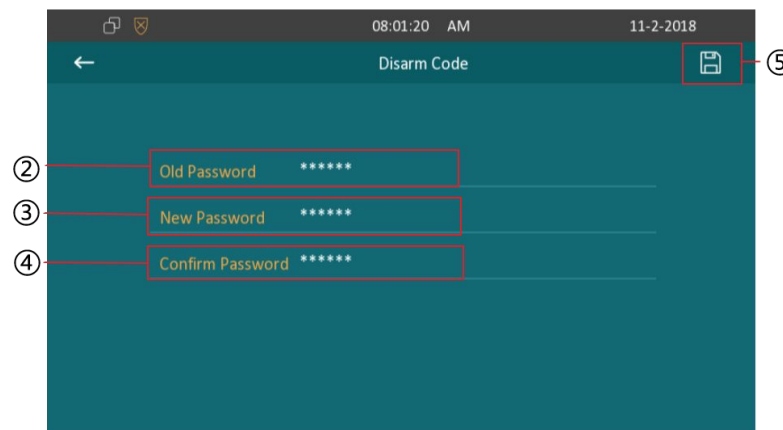 08:01:20 AM 11-2-2018
Disarm Code
⑤
② Old Password ******
③ New Password ******
④ Confirm Password ******